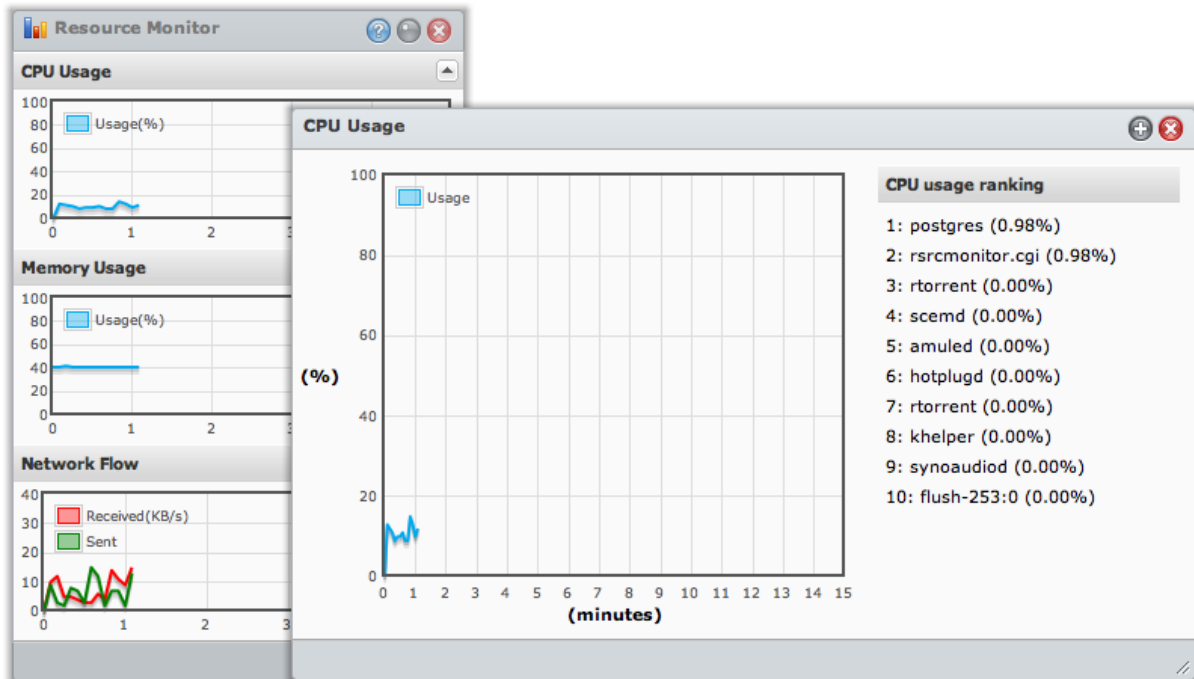 Resource Monitor
CPU Usage
100
80
60
40
20
0
Usage(%)
0 1 2 3
Memory Usage
100
80
60
40
20
0
Usage(%)
0 1 2 3
Network Flow
40
30
20
10
0
Received(KB/s)
Sent
0 1 2 3
CPU Usage
100
80
60
40
20
0
(%)
Usage
0 1 2 3 4 5 6 7 8 9 10 11 12 13 14 15
(minutes)
CPU usage ranking
1: postgres (0.98%)
2: rsrcmonitor.cgi (0.98%)
3: rtorrent (0.00%)
4: scemd (0.00%)
5: amuled (0.00%)
6: hotplugd (0.00%)
7: rtorrent (0.00%)
8: khelper (0.00%)
9: synoaudiod (0.00%)
10: flush-253:0 (0.00%)